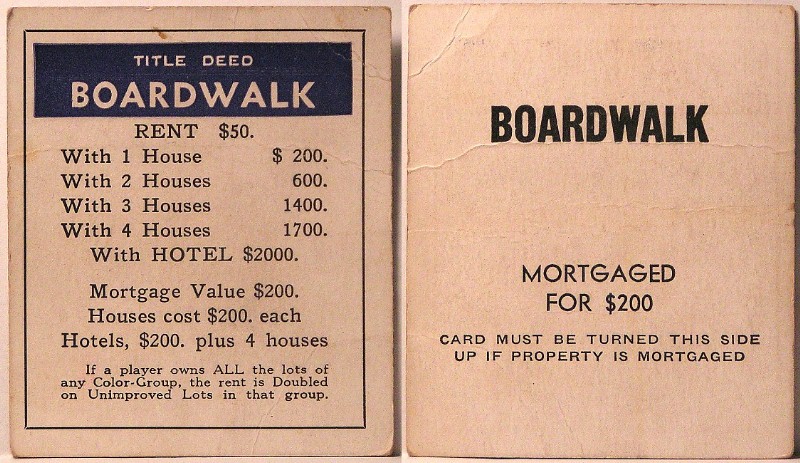 TITLE DEED
BOARDWALK
RENT $50.
With 1 House $ 200.
With 2 Houses 600.
With 3 Houses 1400.
With 4 Houses 1700.
With HOTEL $2000.
Mortgage Value $200.
Houses cost $200. each
Hotels, $200. plus 4 houses
If a player owns ALL the lots of
any Color-Group, the rent is Doubled
on Unimproved Lots in that group.
BOARDWALK
MORTGAGED
FOR $200
CARD MUST BE TURNED THIS SIDE
UP IF PROPERTY IS MORTGAGED